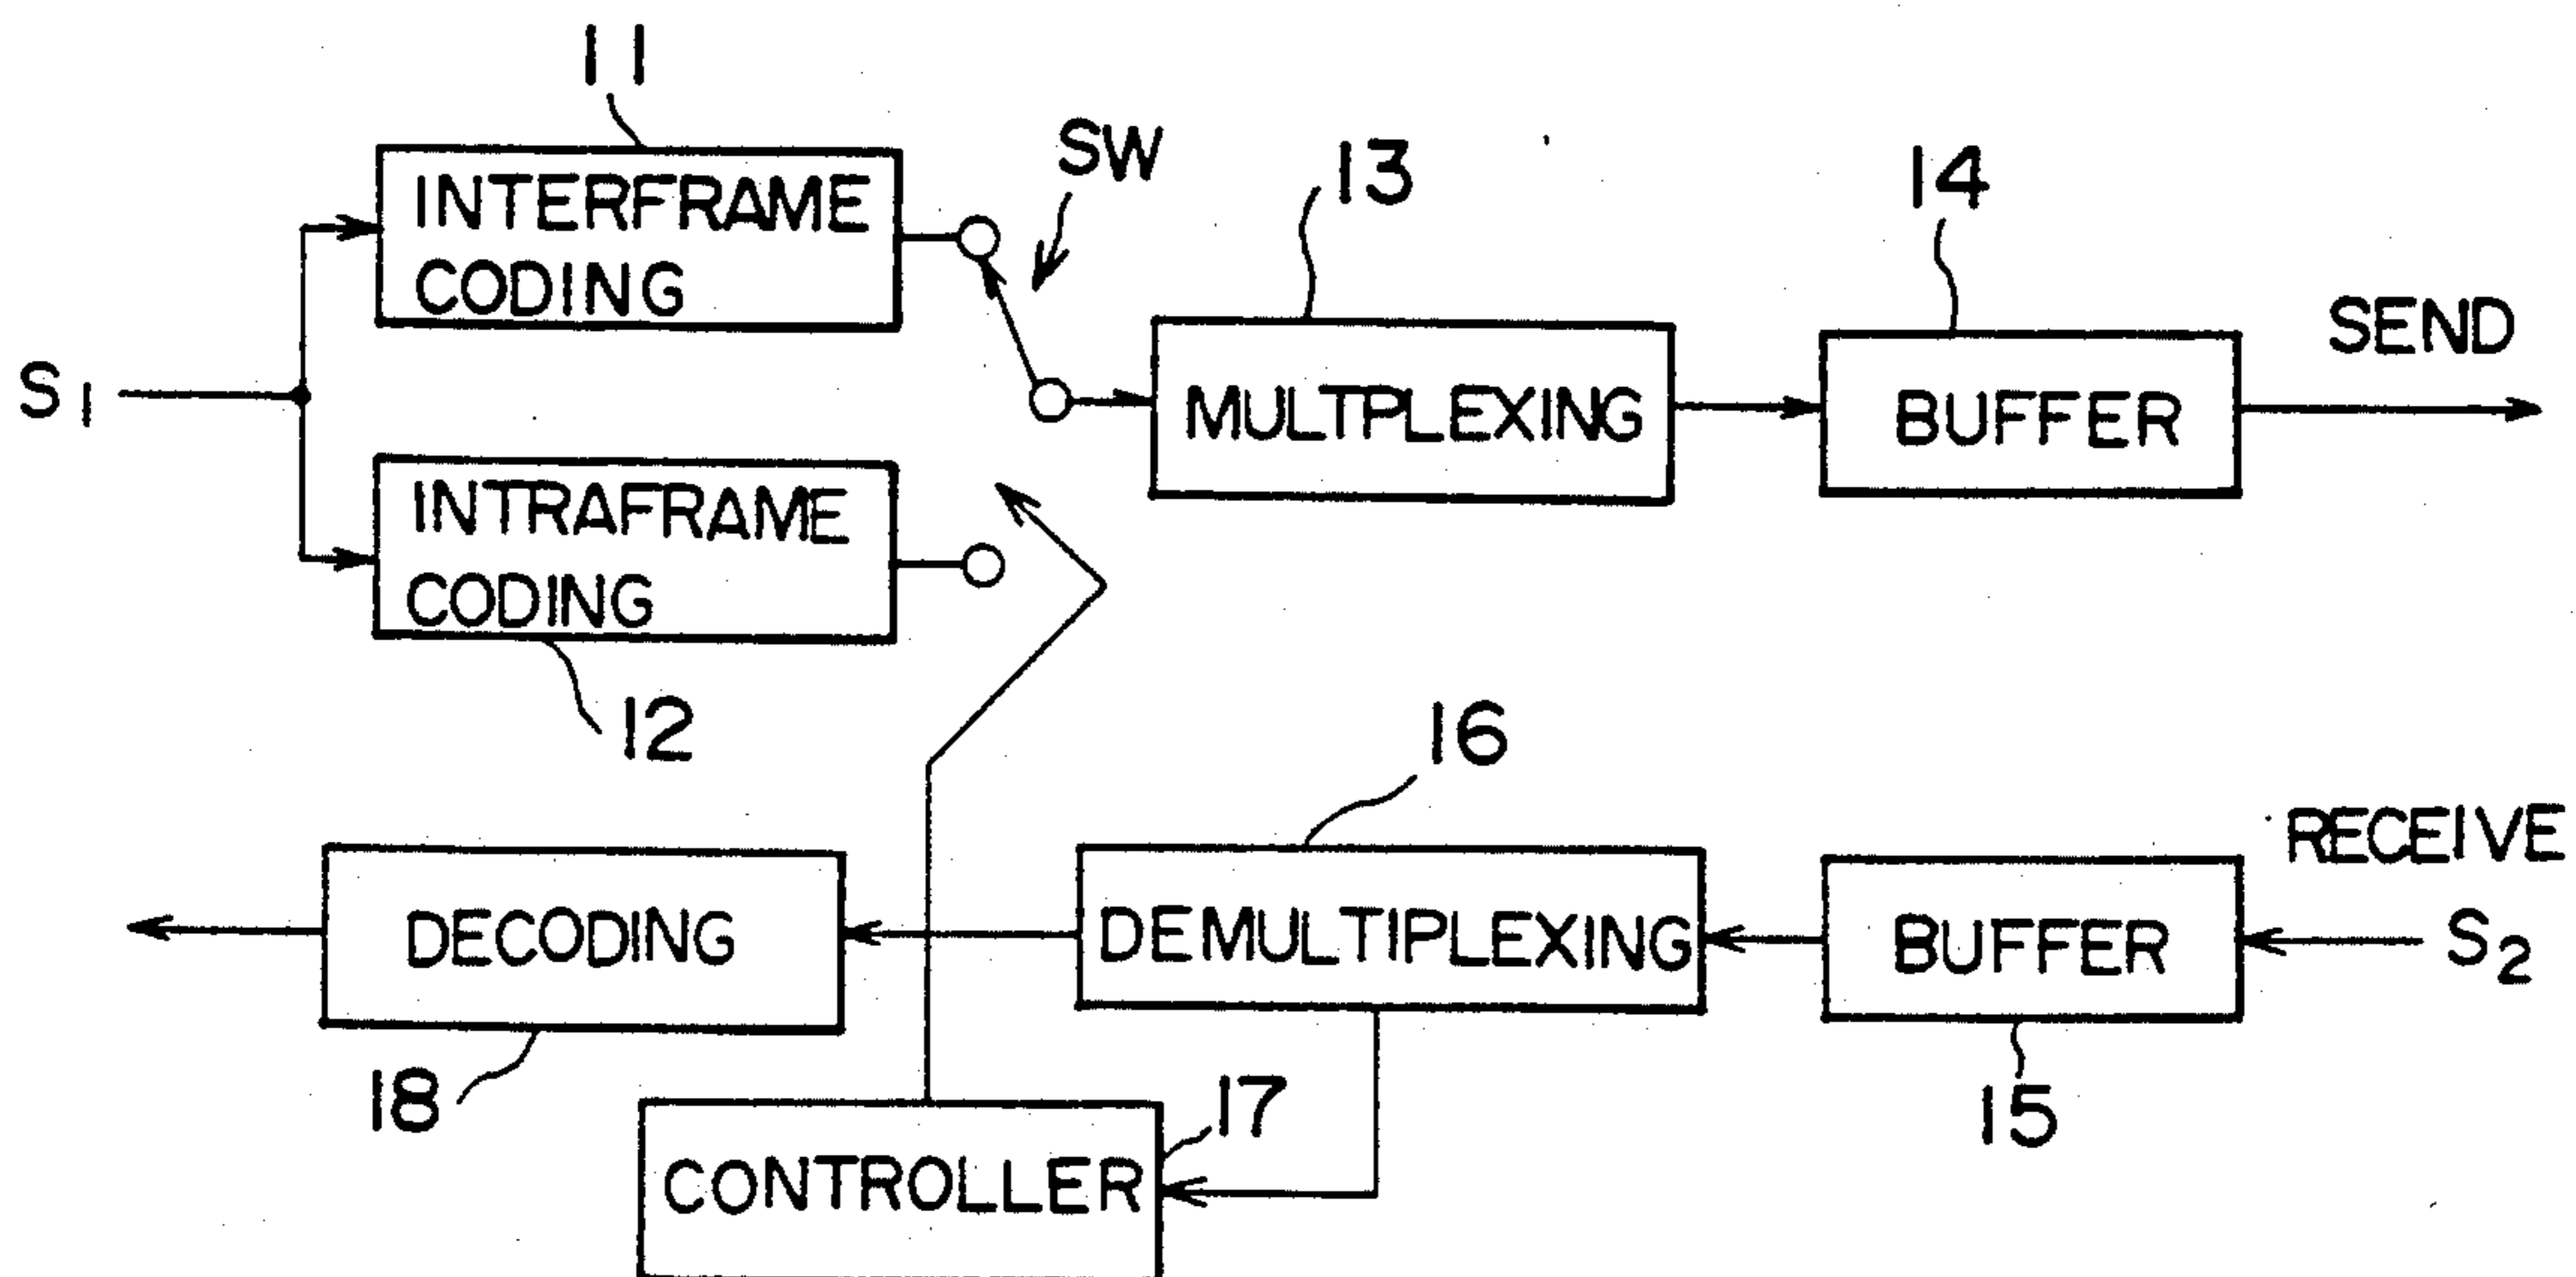 11
SW
INTERFRAME
CODING
13
14
SEND
S1
MULTPLEXING
BUFFER
INTRAFRAME
CODING
12
16
RECEIVE
DECODING
DEMULTIPLEXING
BUFFER
S2
18
17
15
CONTROLLER